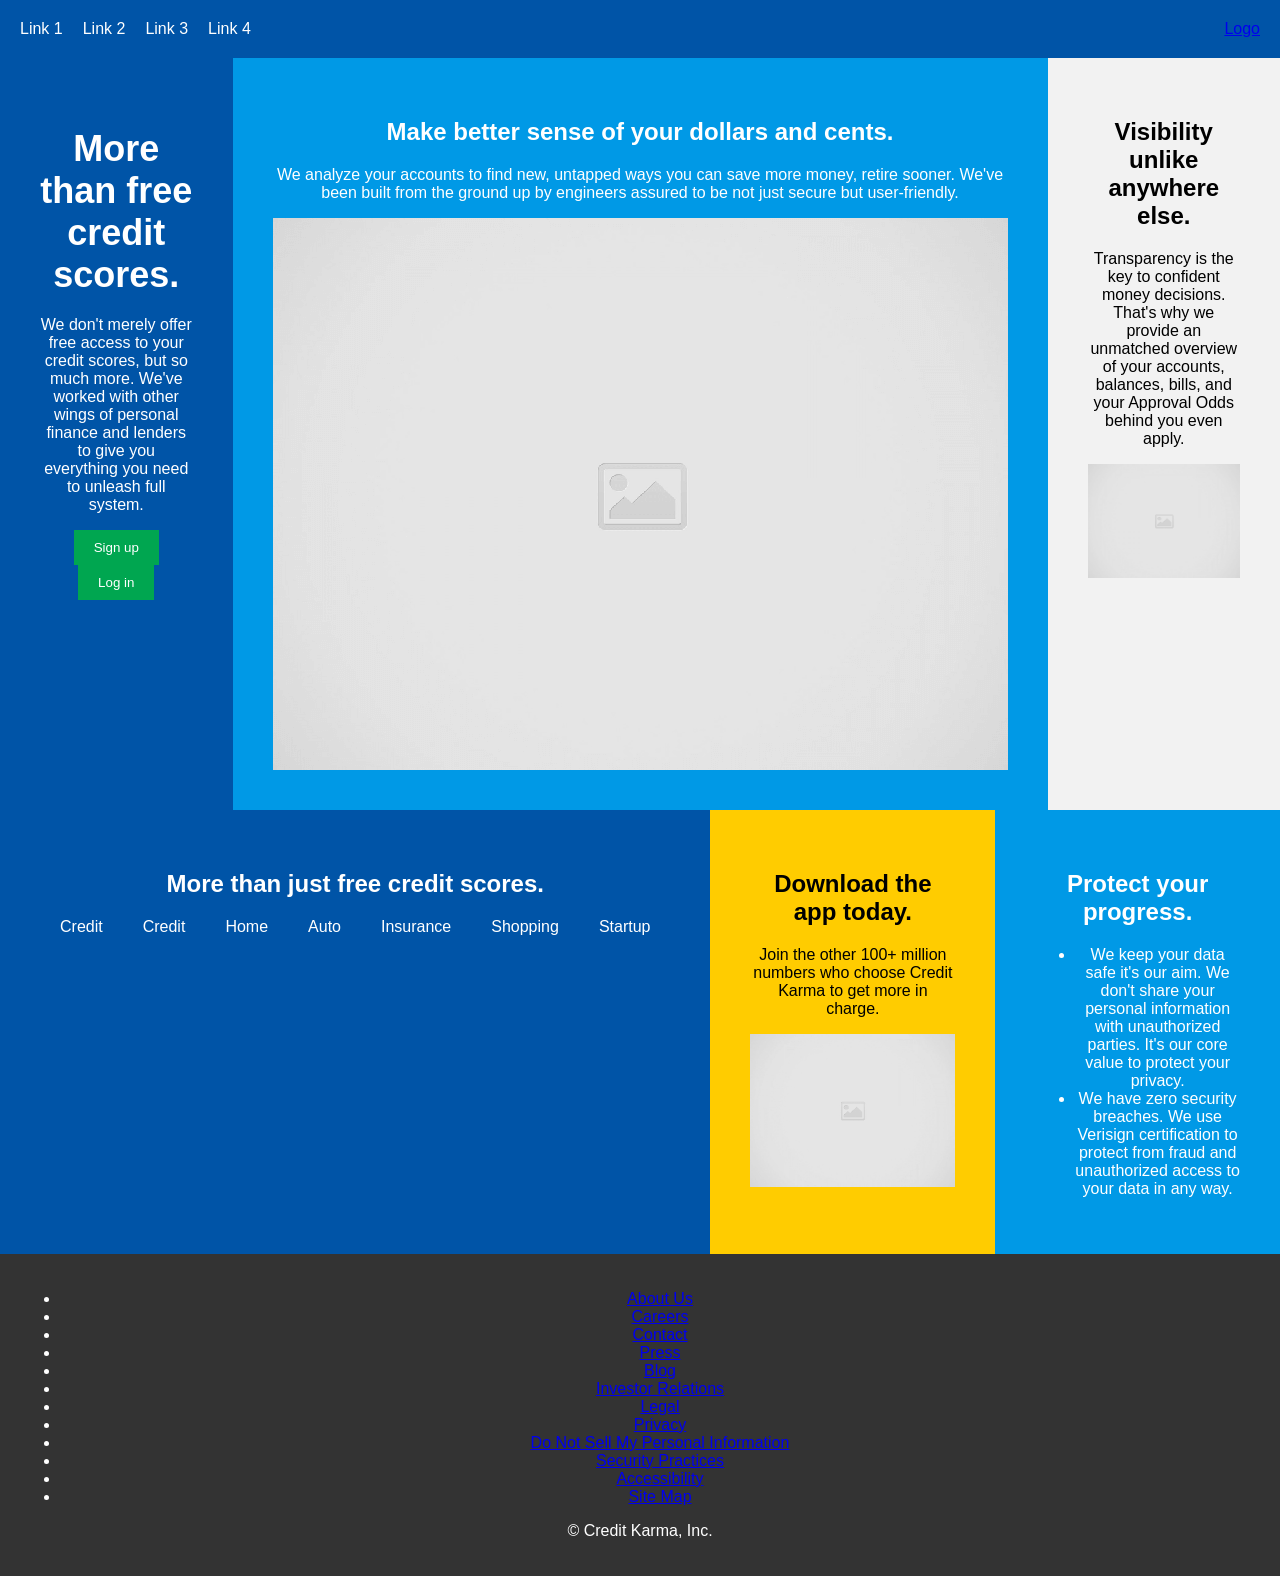 Link 1 Link 2 Link 3 Link 4 Logo
More
than free
credit
scores.
We don't merely offer
free access to your
credit scores, but so
much more. We've
worked with other
wings of personal
finance and lenders
to give you
everything you need
to unleash full
system.
Sign up
Log in
Make better sense of your dollars and cents.
We analyze your accounts to find new, untapped ways you can save more money, retire sooner. We've
been built from the ground up by engineers assured to be not just secure but user-friendly.
Visibility
unlike
anywhere
else.
Transparency is the
key to confident
money decisions.
That's why we
provide an
unmatched overview
of your accounts,
balances, bills, and
your Approval Odds
behind you even
apply.
More than just free credit scores.
Credit Credit Home Auto Insurance Shopping Startup
Download the
app today.
Join the other 100+ million
numbers who choose Credit
Karma to get more in
charge.
Protect your
progress.
We keep your data
safe it's our aim. We
don't share your
personal information
with unauthorized
parties. It's our core
value to protect your
privacy.
We have zero security
breaches. We use
Verisign certification to
protect from fraud and
unauthorized access to
your data in any way.
About Us
Careers
Contact
Press
Blog
Investor Relations
Legal
Privacy
Do Not Sell My Personal Information
Security Practices
Accessibility
Site Map
© Credit Karma, Inc.